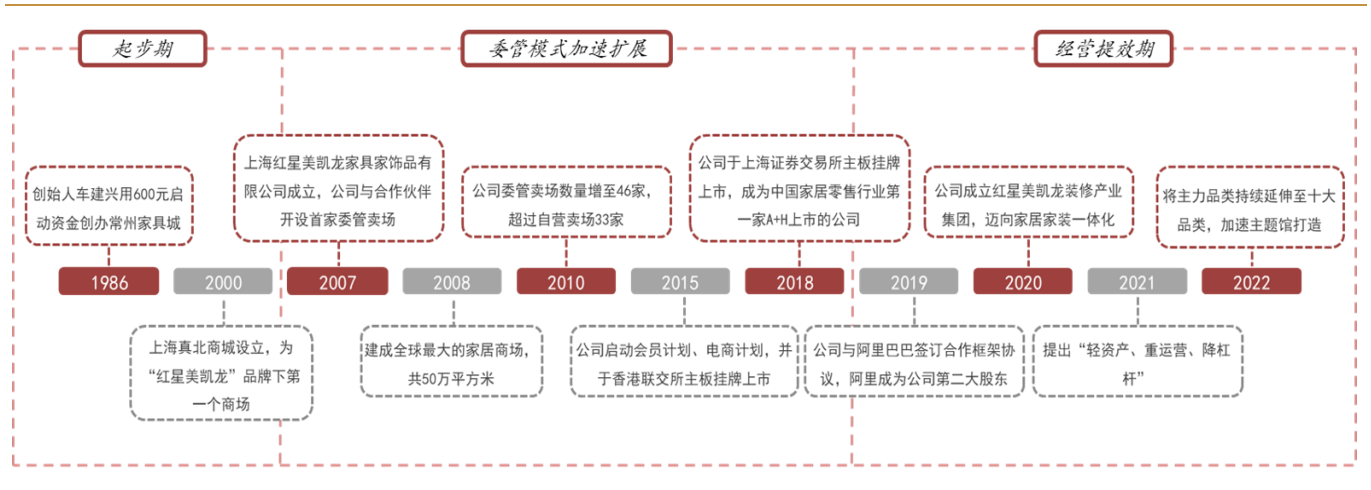 起步期
委管模式加速扩展
经营提效期
创始人车建兴用600元启
动资金创办常州家具城
上海红星美凯龙家具家饰品有
限公司成立，公司与合作伙伴
开设首家委管卖场
公司委管卖场数量增至46家，
超过自营卖场33家
公司于上海证券交易所主板挂牌
上市，成为中国家居零售行业第
一家A+H上市的公司
公司成立红星美凯龙装修产业
集团，迈向家居家装一体化
将主力品类持续延伸至十大
品类，加速主题馆打造
1986
2000
2007
2008
2010
2015
2018
2019
2020
2021
2022
上海真北商城设立，为
“红星美凯龙”品牌下第
一个商场
建成全球最大的家居商场，
共50万平方米
公司启动会员计划、电商计划，并
于香港联交所主板挂牌上市
公司与阿里巴巴签订合作框架协
议，阿里成为公司第二大股东
提出“轻资产、重运营、降杠
杆”